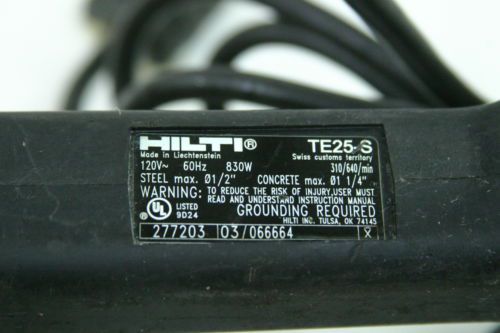 HILTI® TE25-S
Made in Liechtenstein Swiss customs territory
120V~ 60Hz 830W 310/640/min
STEEL max. Ø1/2" CONCRETE max. Ø1 1/4"
WARNING: TO REDUCE THE RISK OF INJURY,USER MUST
READ AND UNDERSTAND INSTRUCTION MANUAL
UL® LISTED 9D24 GROUNDING REQUIRED
HILTI INC. TULSA, OK 74145
277203 03/066664 X